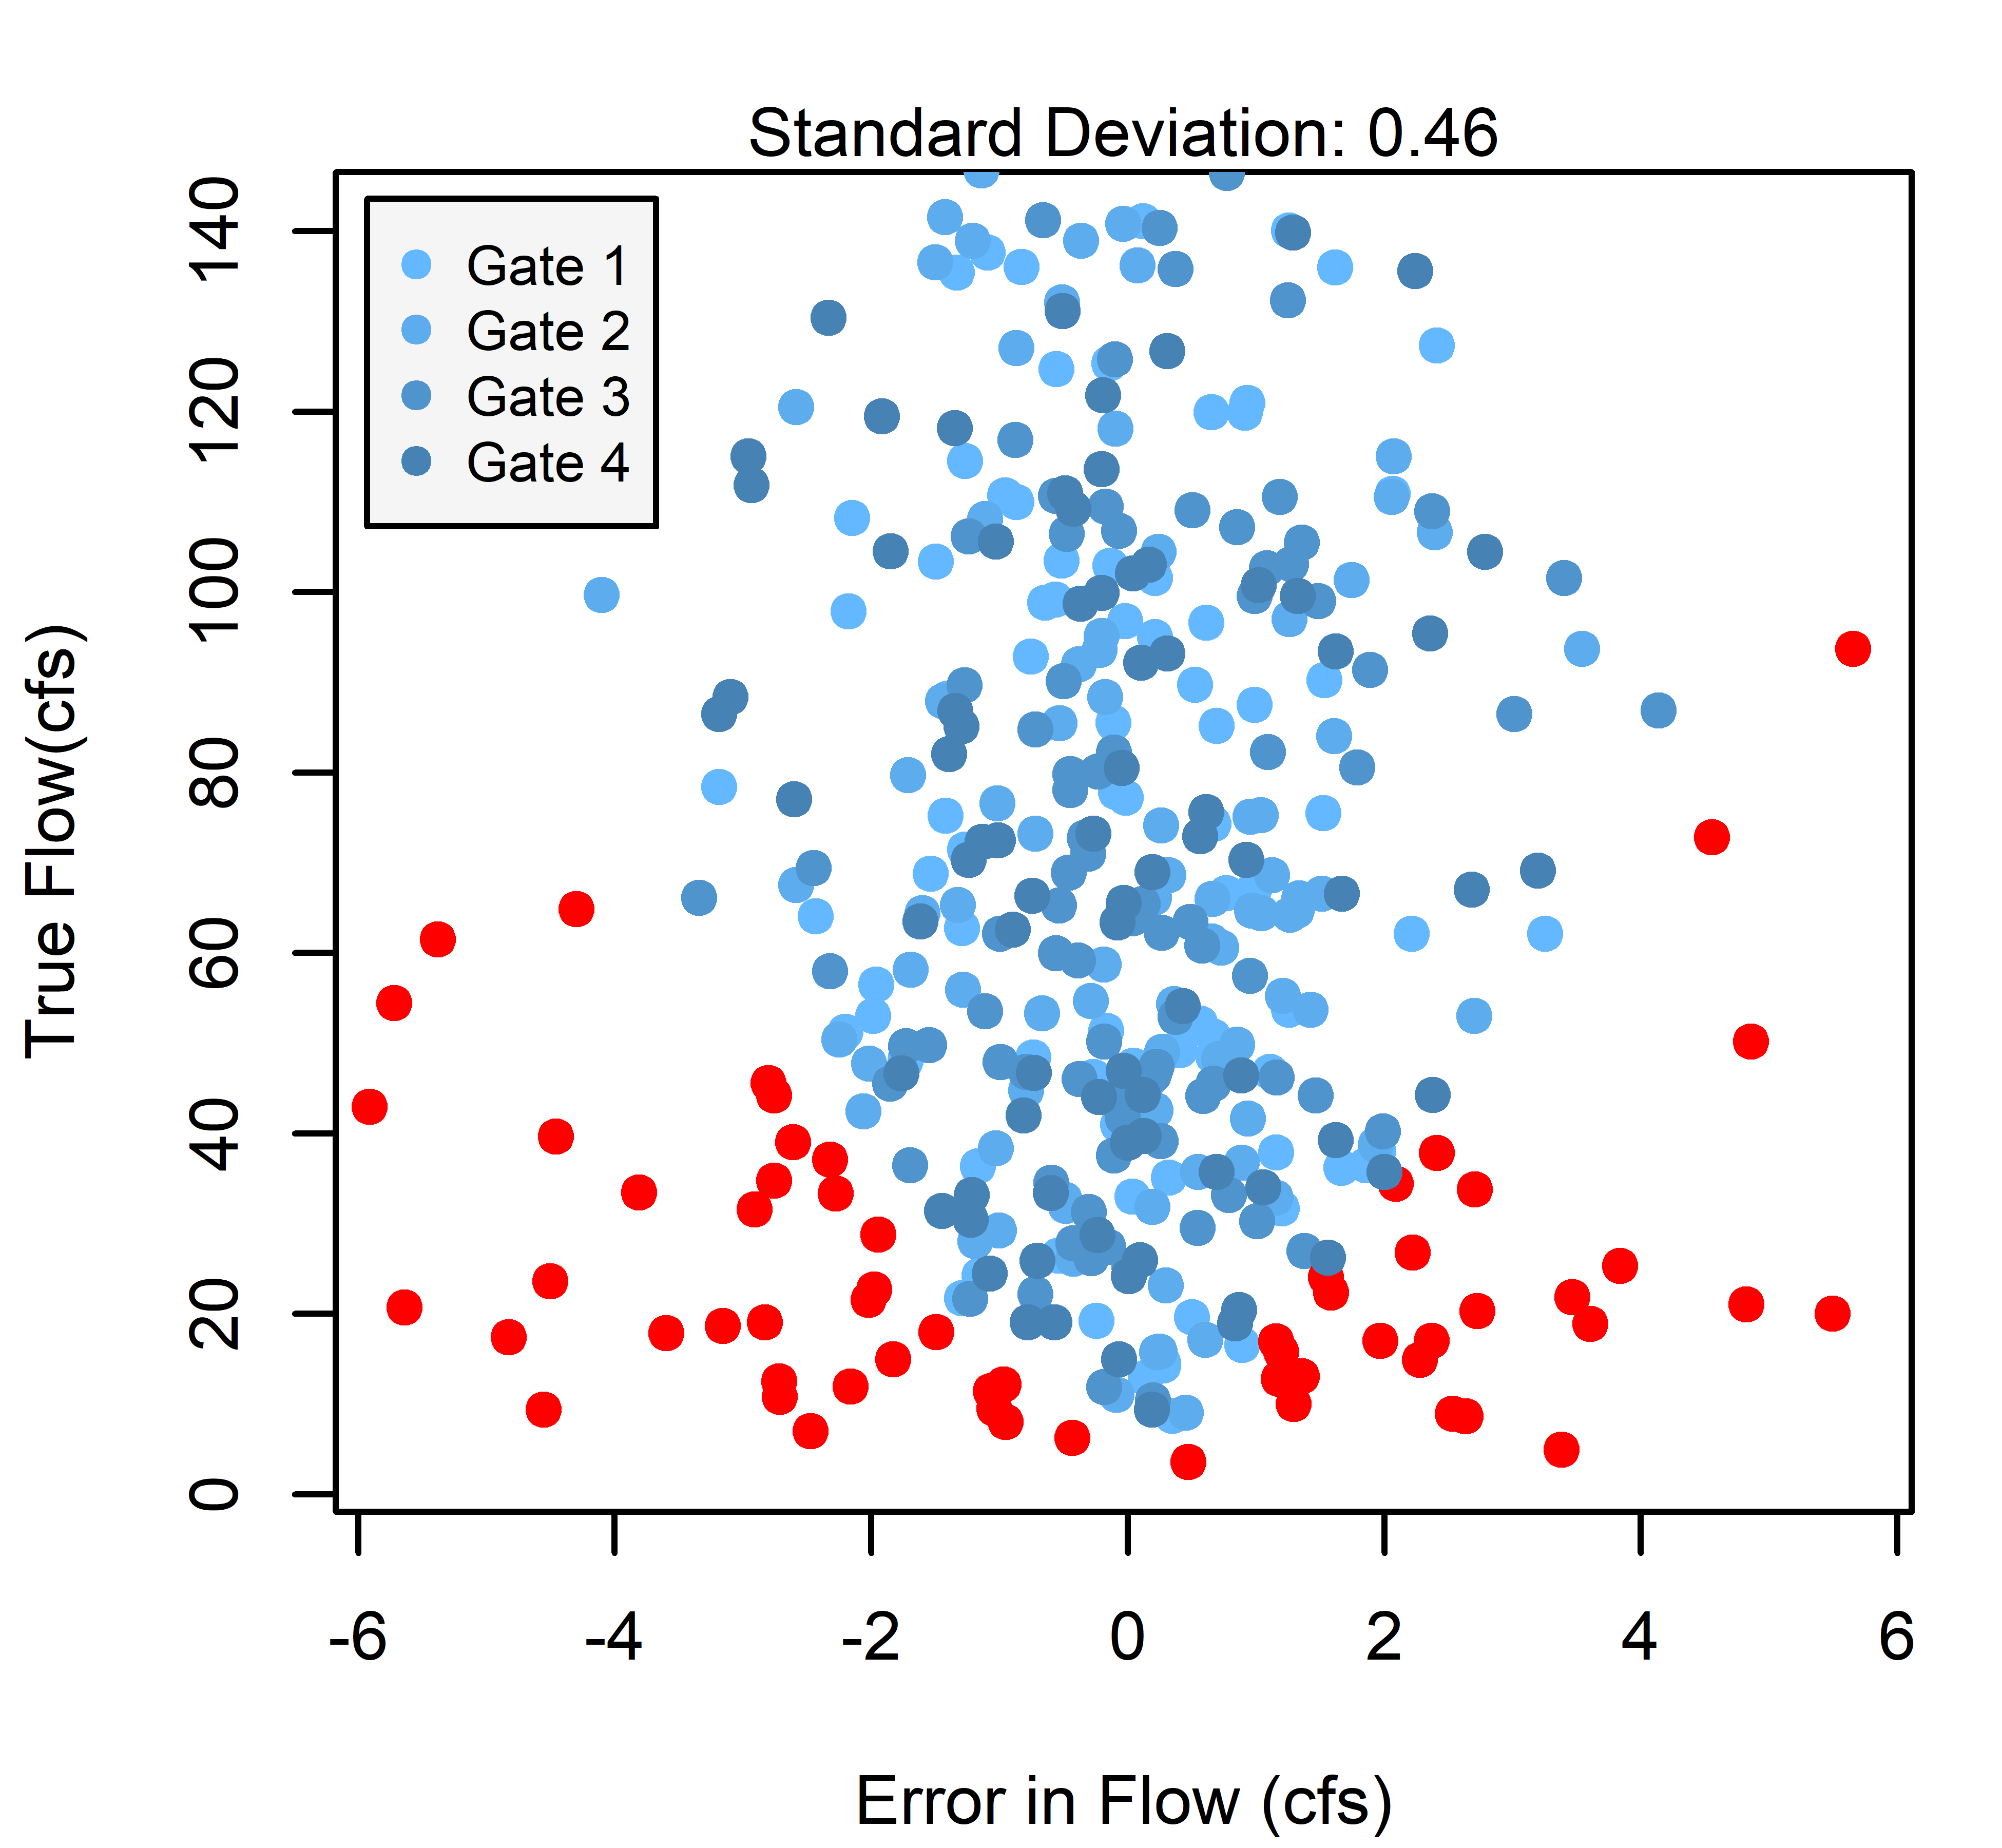 Standard Deviation: 0.46
Gate 1
Gate 2
Gate 3
Gate 4
True Flow(cfs)
140
120
100
80
60
40
20
0
-6 -4 -2 0 2 4 6
Error in Flow (cfs)